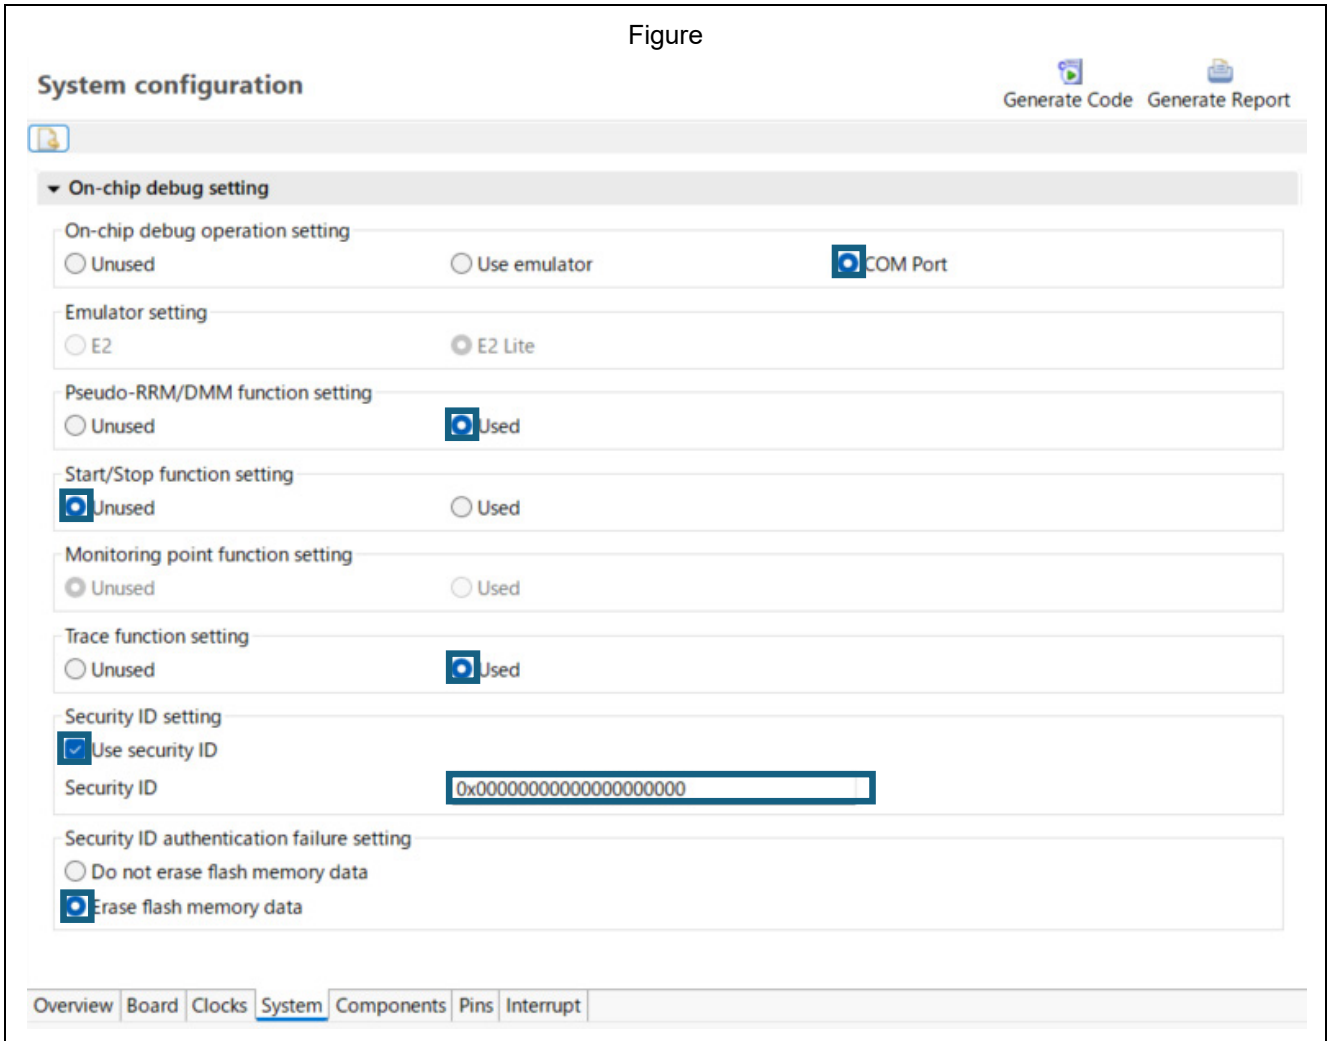 Figure
System configuration
Generate Code Generate Report
On-chip debug setting
On-chip debug operation setting
Unused Use emulator COM Port
Emulator setting
E2 E2 Lite
Pseudo-RRM/DMM function setting
Unused Used
Start/Stop function setting
Unused Used
Monitoring point function setting
Unused Used
Trace function setting
Unused Used
Security ID setting
Use security ID
Security ID 0x00000000000000000000
Security ID authentication failure setting
Do not erase flash memory data
Erase flash memory data
Overview Board Clocks System Components Pins Interrupt